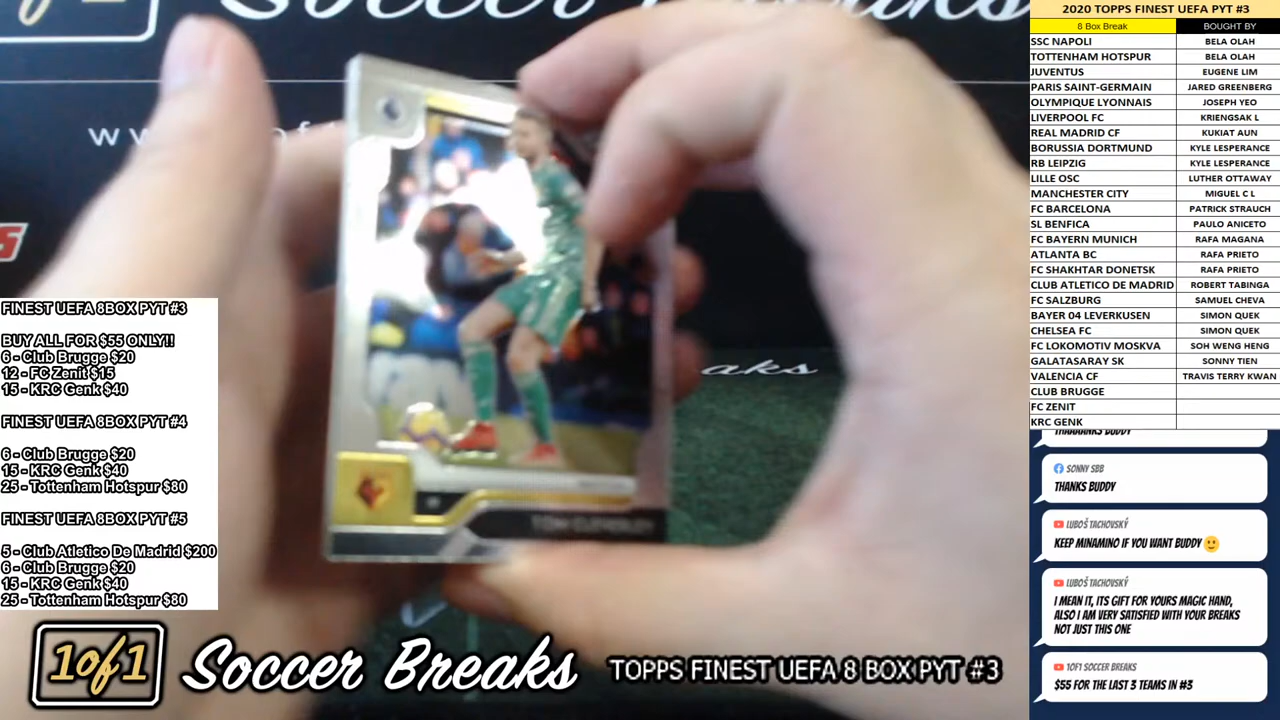 Soccer Breaks
aks
FINEST UEFA 8BOX PYT #3
BUY ALL FOR $55 ONLY!!
6 - Club Brugge $20
12 - FC Zenit $15
15 - KRC Genk $40
FINEST UEFA 8BOX PYT #4
6 - Club Brugge $20
15 - KRC Genk $40
25 - Tottenham Hotspur $80
FINEST UEFA 8BOX PYT #5
5 - Club Atletico De Madrid $200
6 - Club Brugge $20
15 - KRC Genk $40
25 - Tottenham Hotspur $80
TOM CLEVERLEY
1of1 Soccer Breaks TOPPS FINEST UEFA 8 BOX PYT #3
2020 TOPPS FINEST UEFA PYT #3
8 Box Break BOUGHT BY
SSC NAPOLI BELA OLAH
TOTTENHAM HOTSPUR BELA OLAH
JUVENTUS EUGENE LIM
PARIS SAINT-GERMAIN JARED GREENBERG
OLYMPIQUE LYONNAIS JOSEPH YEO
LIVERPOOL FC KRIENGSAK L
REAL MADRID CF KUKIAT AUN
BORUSSIA DORTMUND KYLE LESPERANCE
RB LEIPZIG KYLE LESPERANCE
LILLE OSC LUTHER OTTAWAY
MANCHESTER CITY MIGUEL C L
FC BARCELONA PATRICK STRAUCH
SL BENFICA PAULO ANICETO
FC BAYERN MUNICH RAFA MAGANA
ATLANTA BC RAFA PRIETO
FC SHAKHTAR DONETSK RAFA PRIETO
CLUB ATLETICO DE MADRID ROBERT TABINGA
FC SALZBURG SAMUEL CHEVA
BAYER 04 LEVERKUSEN SIMON QUEK
CHELSEA FC SIMON QUEK
FC LOKOMOTIV MOSKVA SOH WENG HENG
GALATASARAY SK SONNY TIEN
VALENCIA CF TRAVIS TERRY KWAN
CLUB BRUGGE
FC ZENIT
KRC GENK
THAAAANKS BUDDY
SONNY SBB
THANKS BUDDY
LUBOŠ TACHOVSKÝ
KEEP MINAMINO IF YOU WANT BUDDY 🙂
LUBOŠ TACHOVSKÝ
I MEAN IT, ITS GIFT FOR YOURS MAGIC HAND,
ALSO I AM VERY SATISFIED WITH YOUR BREAKS
NOT JUST THIS ONE
1OF1 SOCCER BREAKS
$55 FOR THE LAST 3 TEAMS IN #3